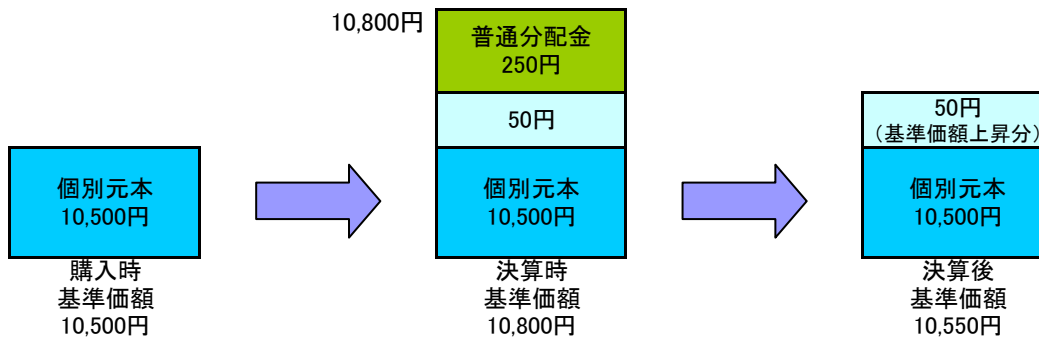 10,800円
普通分配金
250円
50円
個別元本
10,500円
個別元本
10,500円
50円
（基準価額上昇分）
個別元本
10,500円
購入時
基準価額
10,500円
決算時
基準価額
10,800円
決算後
基準価額
10,550円